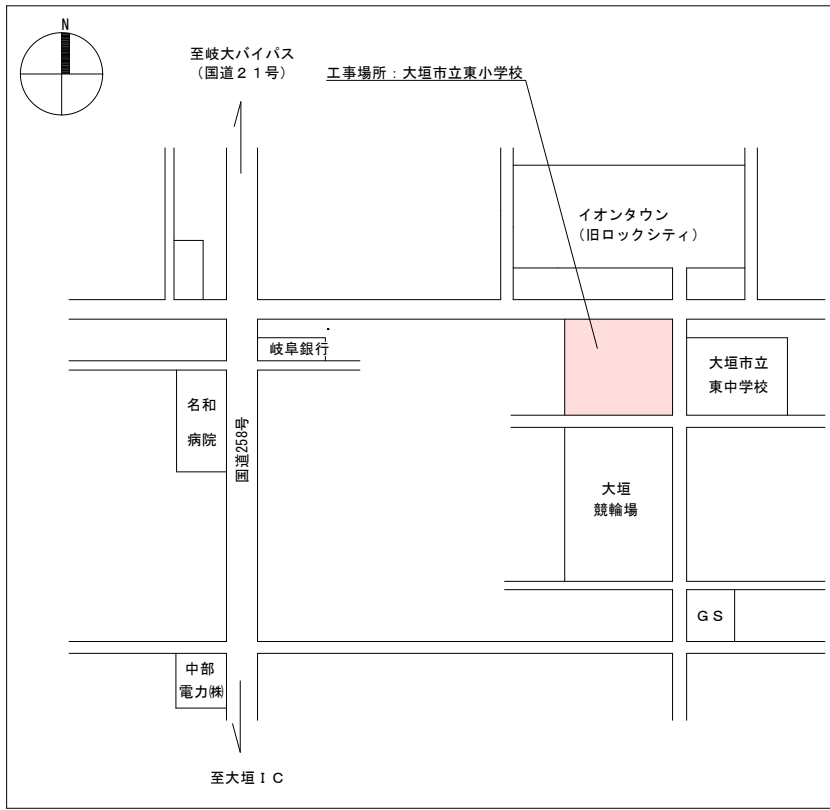 N
至岐大バイパス
（国道２１号）
工事場所：大垣市立東小学校
イオンタウン
（旧ロックシティ）
岐阜銀行
大垣市立
東中学校
名和
病院
国道258号
大垣
競輪場
ＧＳ
中部
電力㈱
至大垣ＩＣ